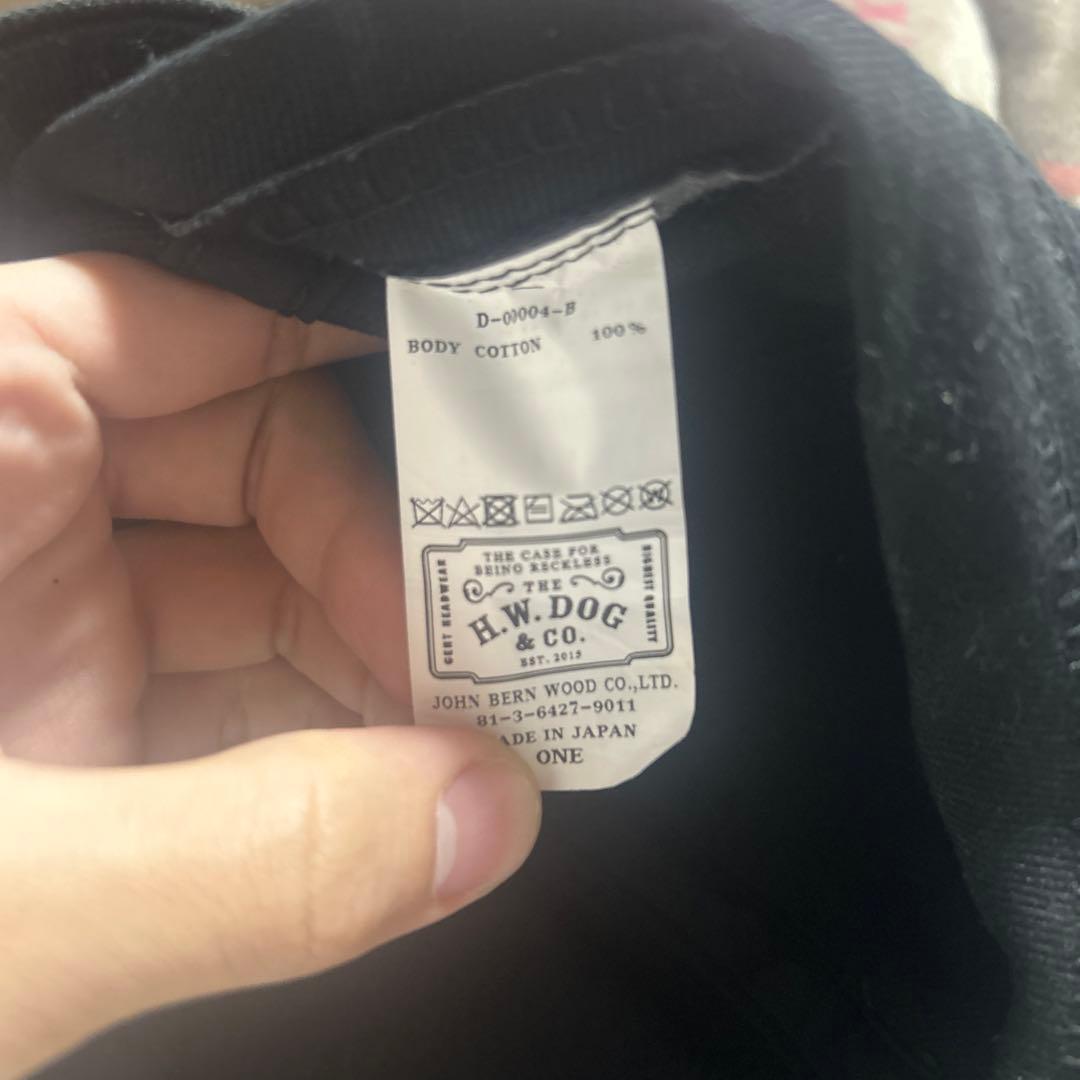 D-00004-B
BODY COTTON 100%
THE CASE FOR
BEING RECKLESS
GENT HEADWEAR
HIGHEST QUALITY
THE
H.W. DOG
& CO.
EST. 2015
JOHN BERN WOOD CO.,LTD.
81-3-6427-9011
ADE IN JAPAN
ONE